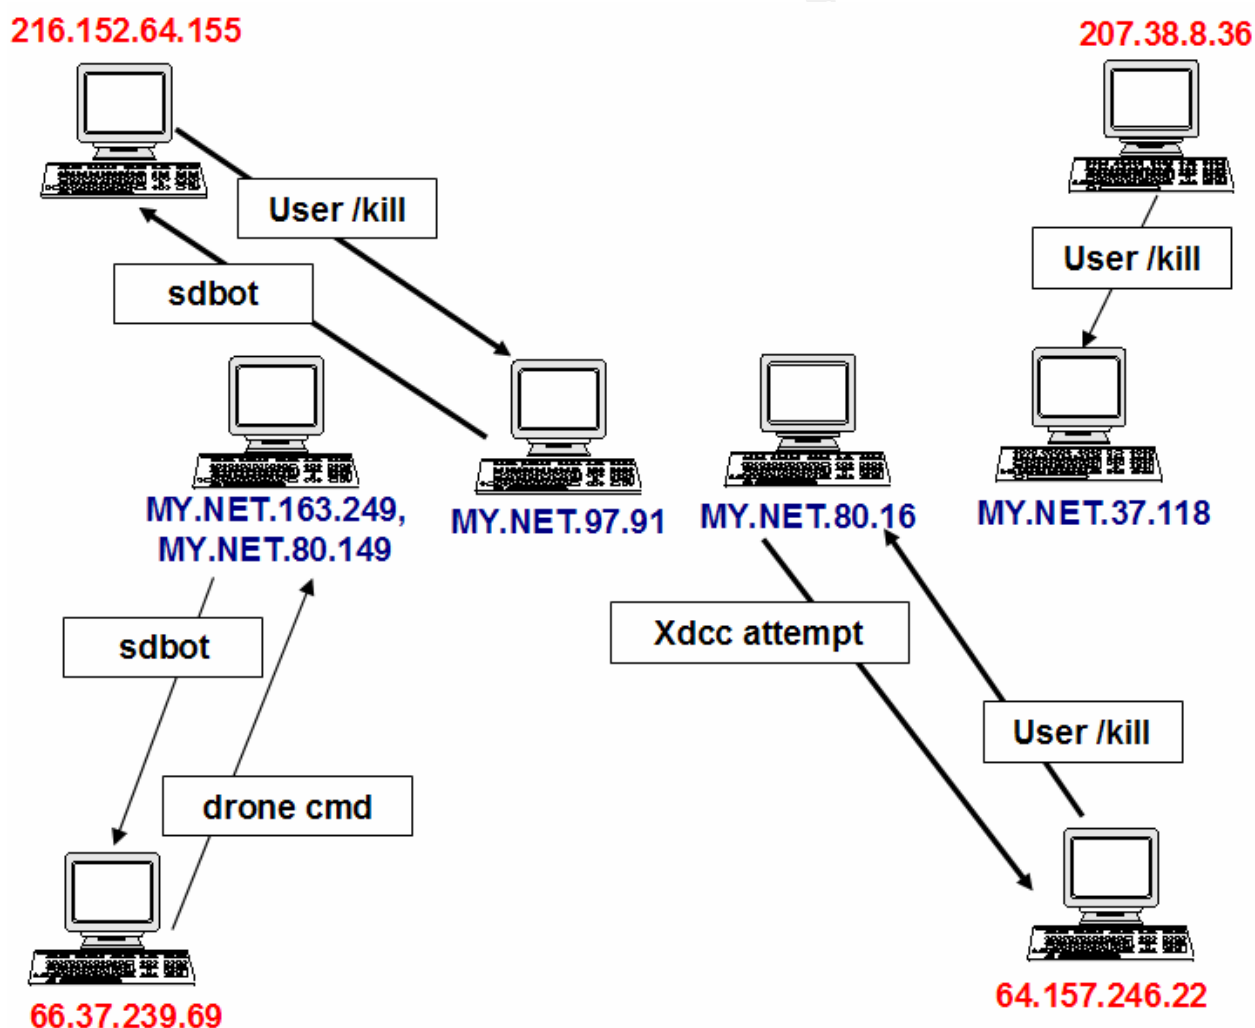 216.152.64.155
207.38.8.36
User /kill
User /kill
sdbot
MY.NET.163.249,
MY.NET.80.149
MY.NET.97.91
MY.NET.80.16
MY.NET.37.118
sdbot
Xdcc attempt
User /kill
drone cmd
64.157.246.22
66.37.239.69